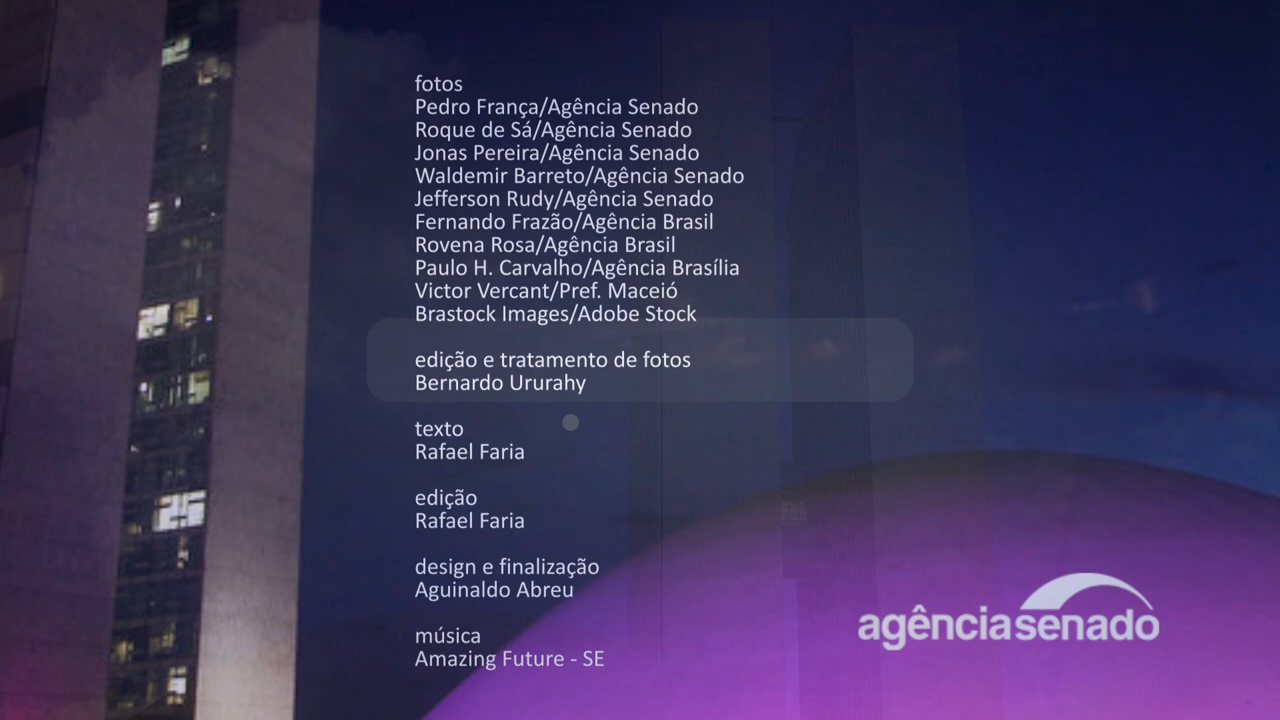 fotos
Pedro França/Agência Senado
Roque de Sá/Agência Senado
Jonas Pereira/Agência Senado
Waldemir Barreto/Agência Senado
Jefferson Rudy/Agência Senado
Fernando Frazão/Agência Brasil
Rovena Rosa/Agência Brasil
Paulo H. Carvalho/Agência Brasília
Victor Vercant/Pref. Maceió
Brastock Images/Adobe Stock
edição e tratamento de fotos
Bernardo Ururahy
texto
Rafael Faria
edição
Rafael Faria
design e finalização
Aguinaldo Abreu
música
Amazing Future - SE
agênciasenado